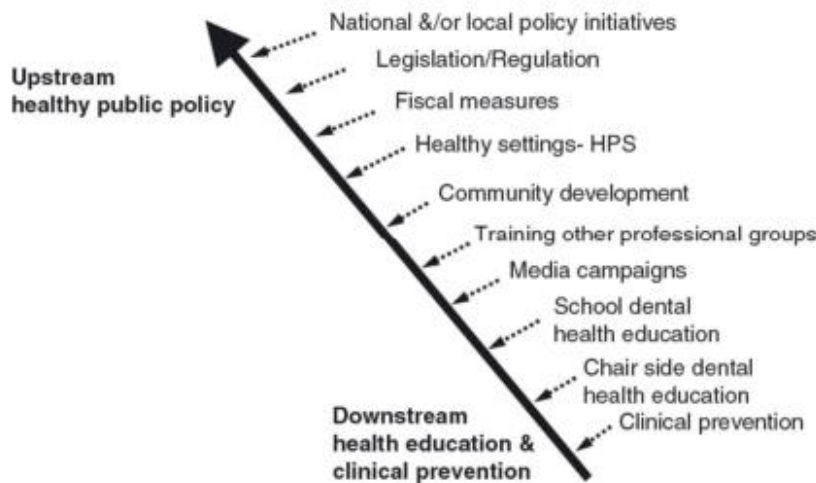 National &/or local policy initiatives
Upstream
healthy public policy
Legislation/Regulation
Fiscal measures
Healthy settings- HPS
Community development
Training other professional groups
Media campaigns
School dental
health education
Chair side dental
health education
Downstream
health education &
clinical prevention
Clinical prevention